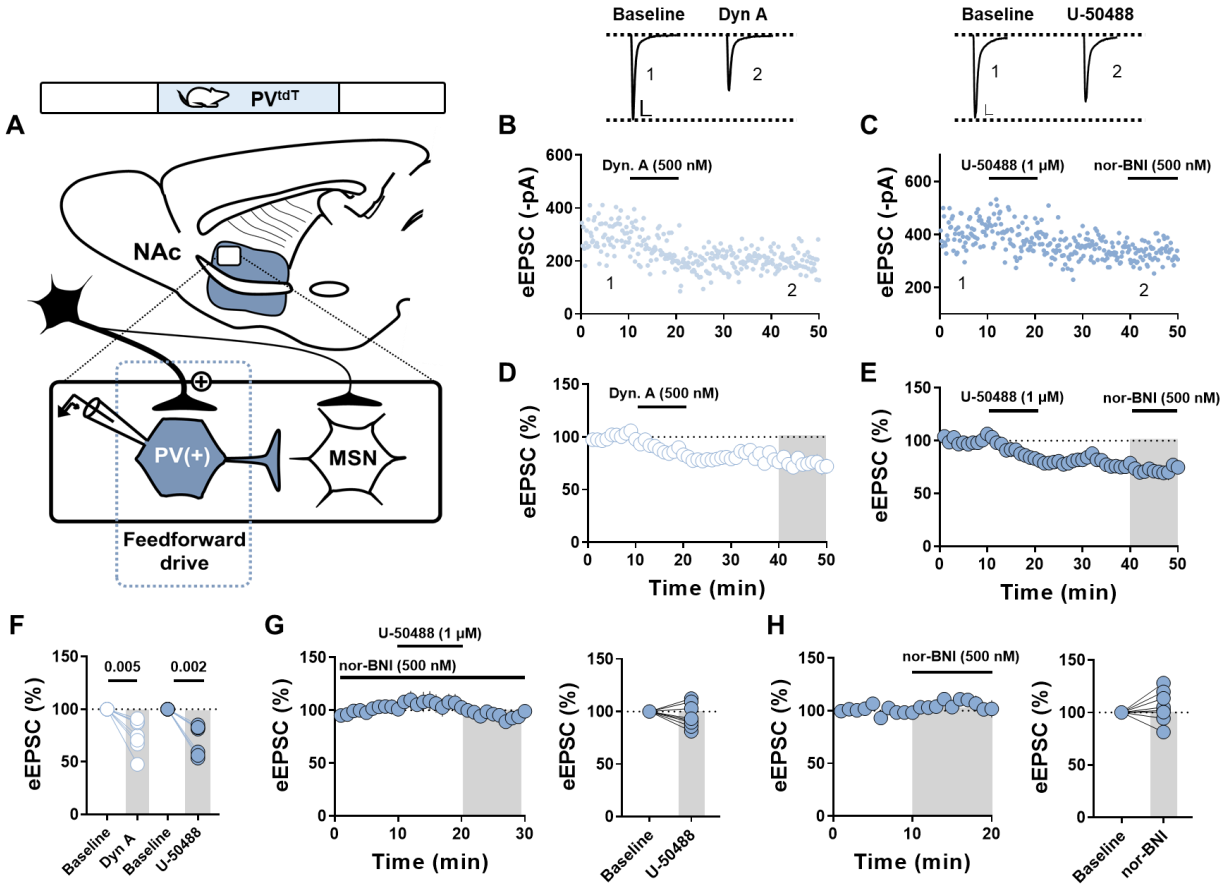 Baseline Dyn A
1 2
Baseline U-50488
1 2
PVtdT
A
NAc
PV(+)
MSN
Feedforward
drive
B
Dyn. A (500 nM)
eEPSC (-pA)
600
400
200
0
1 2
0 10 20 30 40 50
C
U-50488 (1 µM) nor-BNI (500 nM)
eEPSC (-pA)
600
400
200
1 2
0 10 20 30 40 50
D
Dyn. A (500 nM)
eEPSC (%)
150
100
50
0
0 10 20 30 40 50
Time (min)
E
U-50488 (1 µM) nor-BNI (500 nM)
eEPSC (%)
150
100
50
0
0 10 20 30 40 50
Time (min)
F
0.005 0.002
eEPSC (%)
150
100
50
0
Baseline Dyn A Baseline U-50488
G
U-50488 (1 µM)
nor-BNI (500 nM)
eEPSC (%)
150
100
50
0
0 10 20 30
Time (min)
eEPSC (%)
150
100
50
0
Baseline U-50488
H
nor-BNI (500 nM)
eEPSC (%)
150
100
50
0
0 10 20
Time (min)
eEPSC (%)
150
100
50
0
Baseline nor-BNI